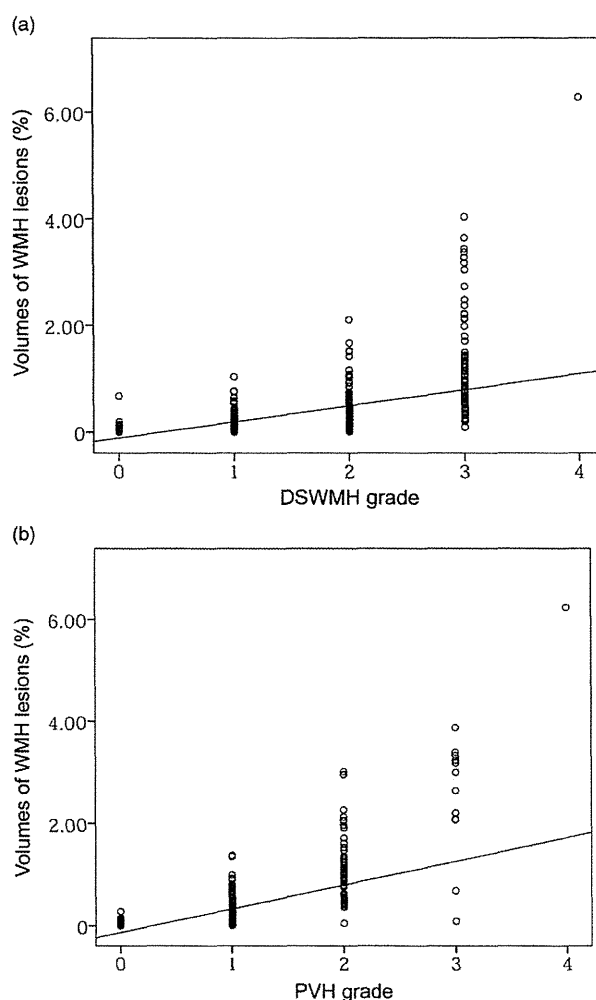 (a)
Volumes of WMH lesions (%)
6.00
4.00
2.00
0
0 1 2 3 4
DSWMH grade
(b)
Volumes of WMH lesions (%)
6.00
4.00
2.00
0
0 1 2 3 4
PVH grade